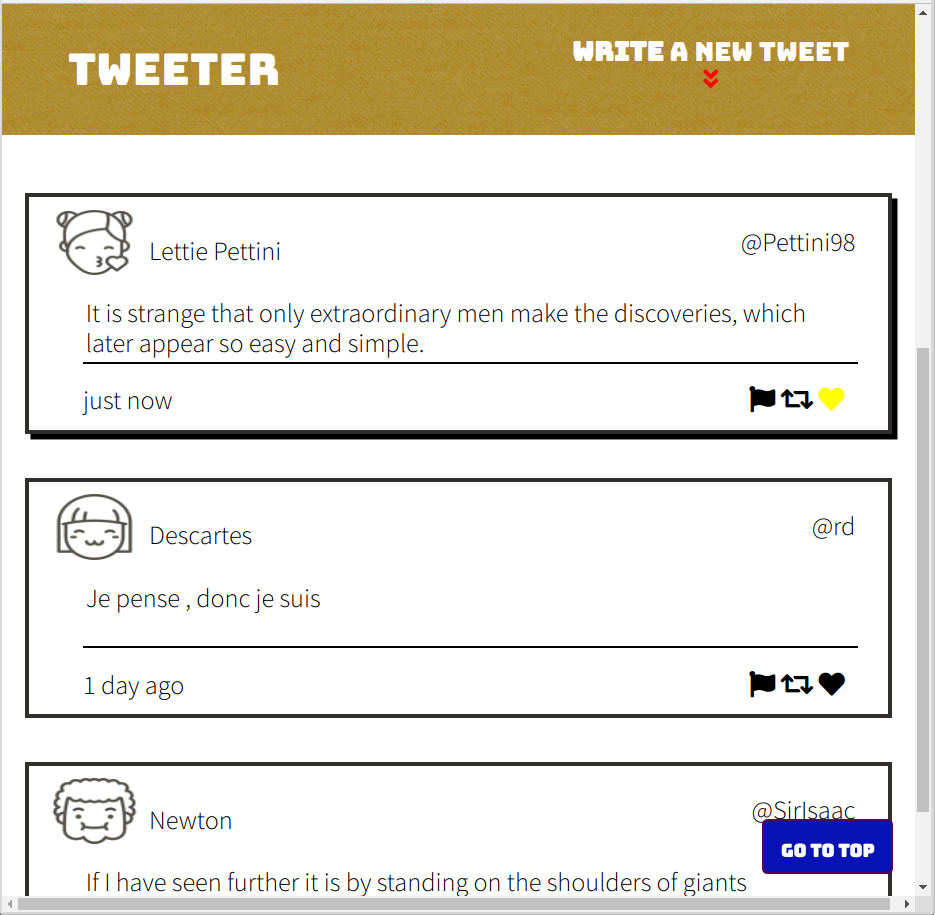 TWEETER
WRITE A NEW TWEET
Lettie Pettini
@Pettini98
It is strange that only extraordinary men make the discoveries, which
later appear so easy and simple.
just now
Descartes
@rd
Je pense , donc je suis
1 day ago
Newton
@SirIsaac
GO TO TOP
If I have seen further it is by standing on the shoulders of giants